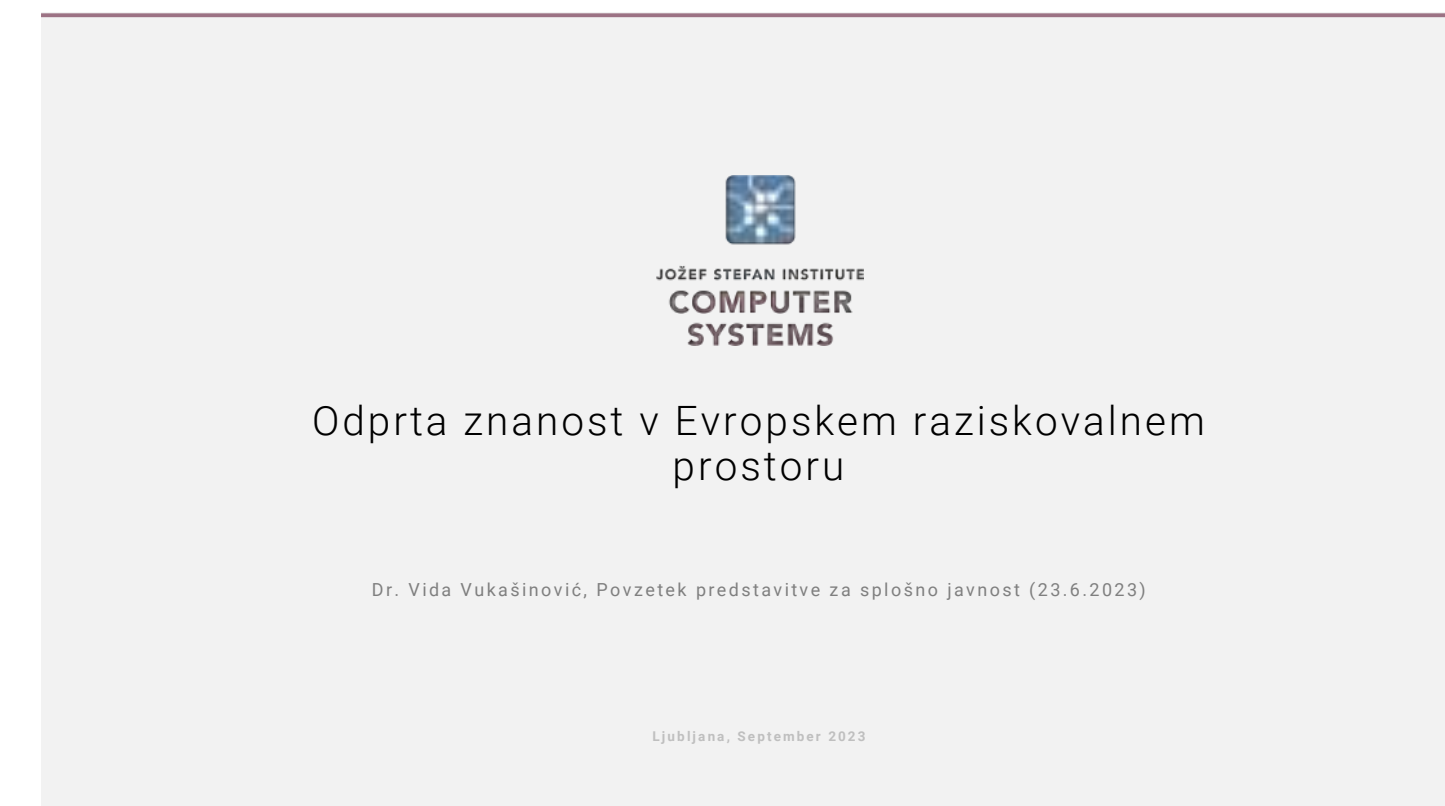 JOŽEF STEFAN INSTITUTE
COMPUTER
SYSTEMS
Odprta znanost v Evropskem raziskovalnem
prostoru
Dr. Vida Vukašinović, Povzetek predstavitve za splošno javnost (23.6.2023)
Ljubljana, September 2023